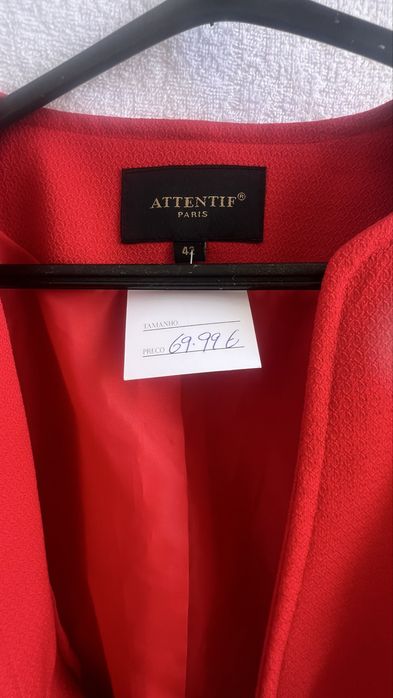 ATTENTIF®
PARIS
42
TAMANHO
PREÇO 69.99€